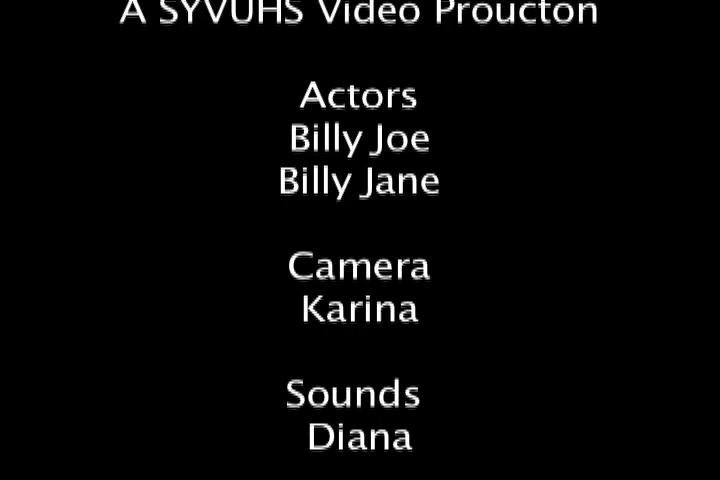 A SYVUHS Video Proucton
Actors
Billy Joe
Billy Jane
Camera
Karina
Sounds
Diana